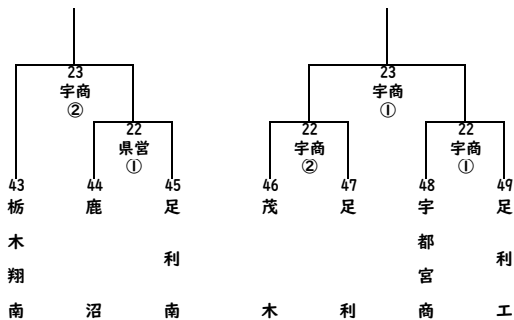 23 23
宇商 宇商
② ①
22 22 22
県営 宇商 宇商
① ② ①
43 44 45 46 47 48 49
栃木翔南
鹿沼
足利南
茂木
足利
宇都宮商
足利工